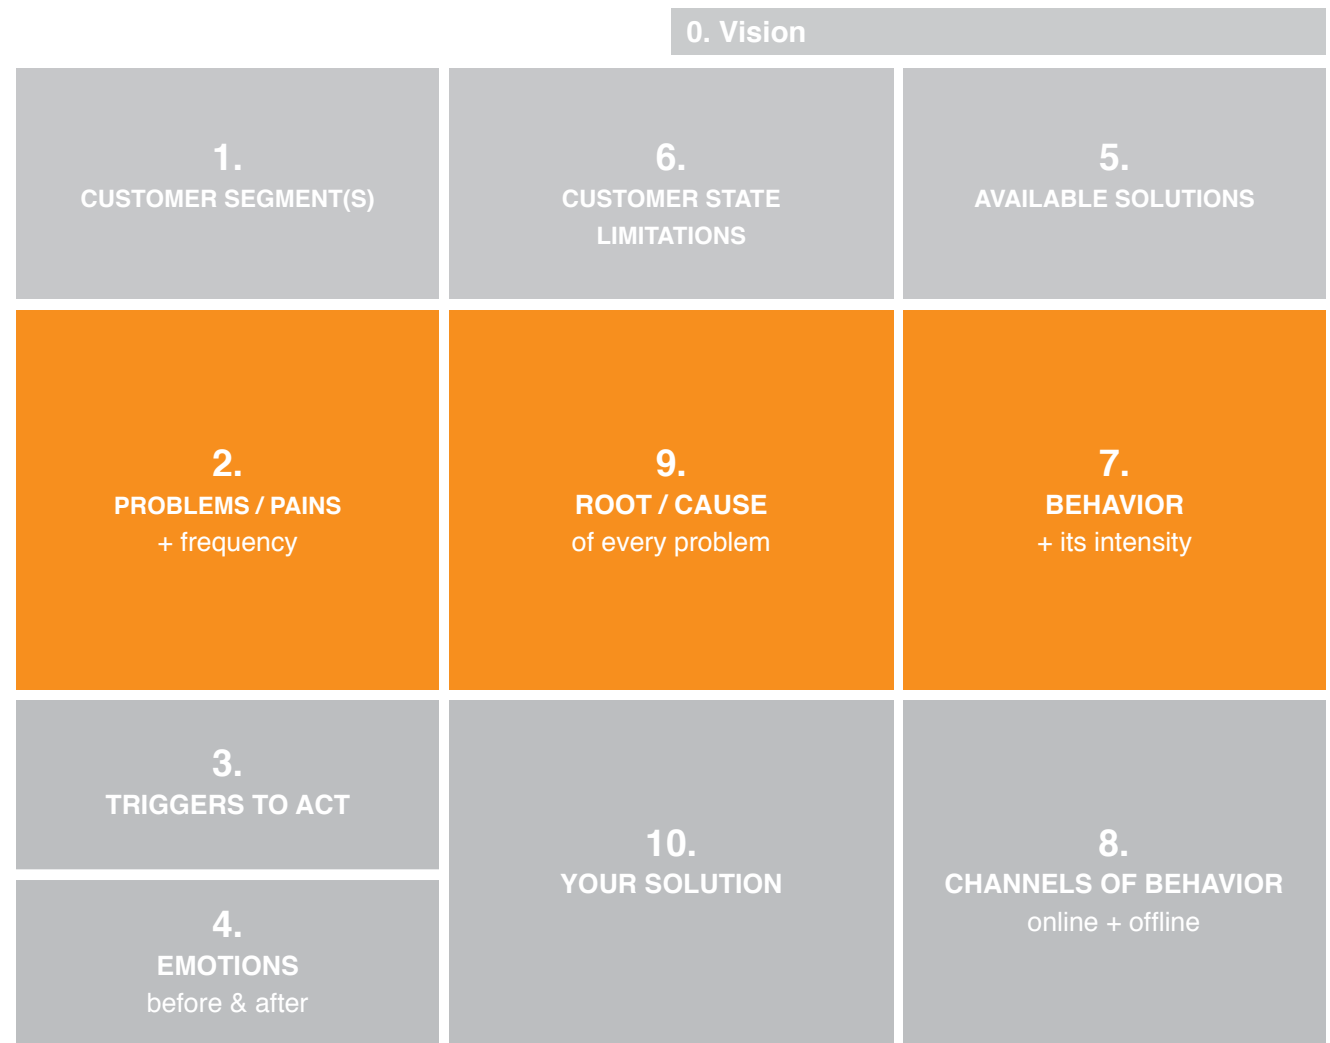 0. Vision
1.
CUSTOMER SEGMENT(S)
6.
CUSTOMER STATE
LIMITATIONS
5.
AVAILABLE SOLUTIONS
2.
PROBLEMS / PAINS
+ frequency
9.
ROOT / CAUSE
of every problem
7.
BEHAVIOR
+ its intensity
3.
TRIGGERS TO ACT
4.
EMOTIONS
before & after
10.
YOUR SOLUTION
8.
CHANNELS OF BEHAVIOR
online + offline